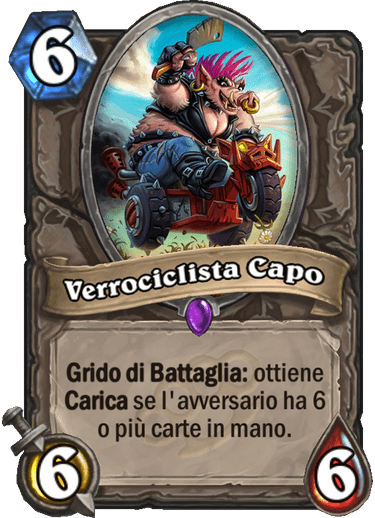 6
Verrociclista Capo
Grido di Battaglia: ottiene
Carica se l'avversario ha 6
o più carte in mano.
6
6